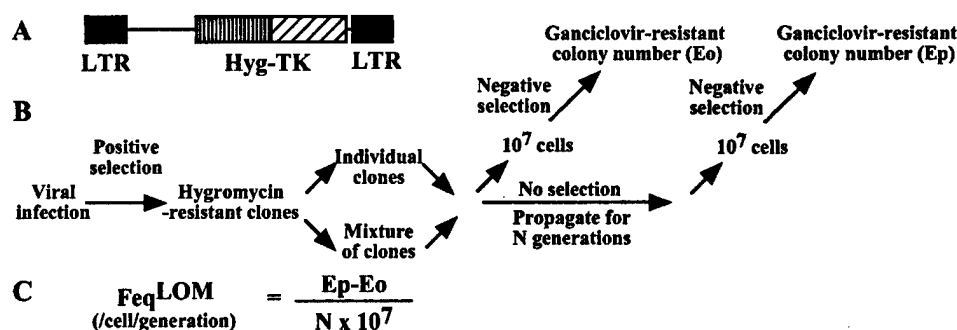 A
LTR
Hyg-TK
LTR
Ganciclovir-resistant
colony number (Eo)
Ganciclovir-resistant
colony number (Ep)
B
Negative
selection
Negative
selection
10⁷ cells
10⁷ cells
Positive
selection
Viral
infection
Hygromycin
-resistant clones
Individual
clones
Mixture
of clones
No selection
Propagate for
N generations
C
Feq^LOM = Ep-Eo
(/cell/generation) N x 10⁷